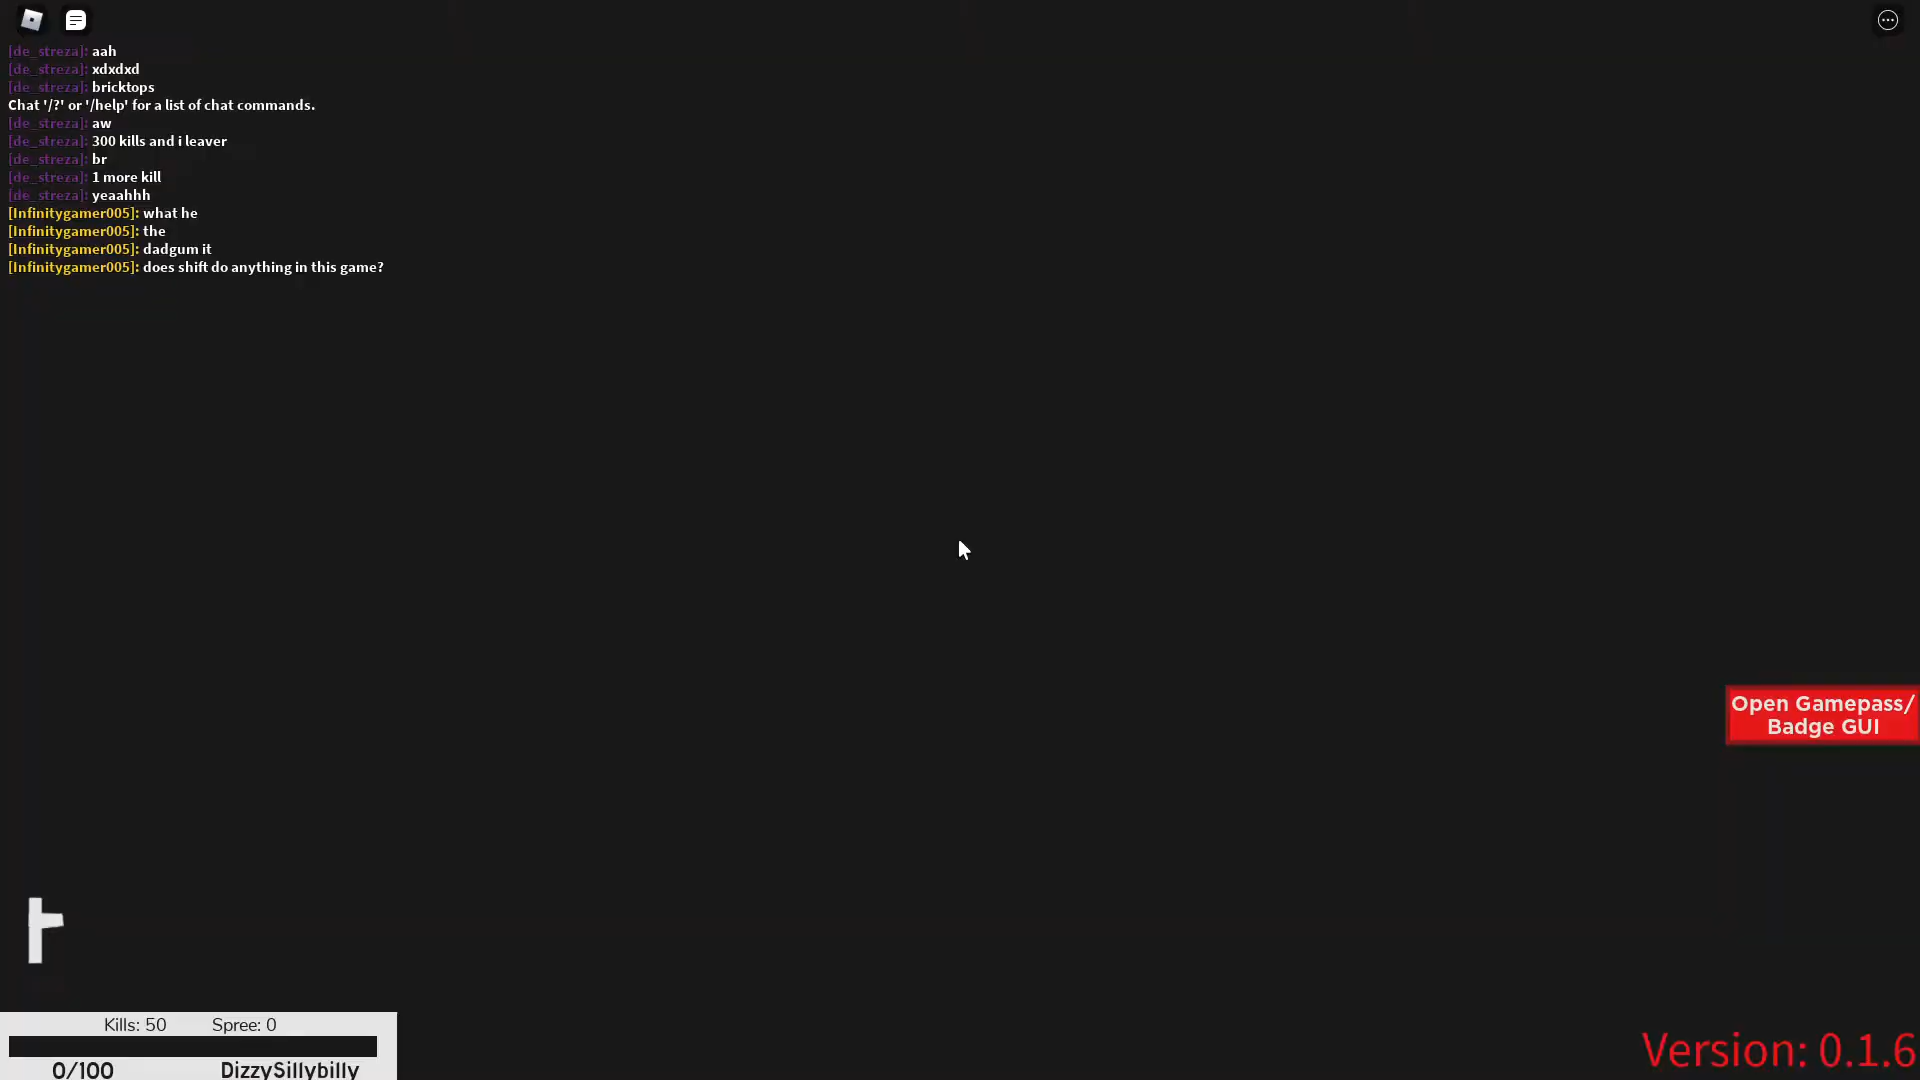 [de_streza]: aah
[de_streza]: xdxdxd
[de_streza]: bricktops
Chat '/?' or '/help' for a list of chat commands.
[de_streza]: aw
[de_streza]: 300 kills and i leaver
[de_streza]: br
[de_streza]: 1 more kill
[de_streza]: yeaahhh
[Infinitygamer005]: what he
[Infinitygamer005]: the
[Infinitygamer005]: dadgum it
[Infinitygamer005]: does shift do anything in this game?
Open Gamepass/
Badge GUI
Kills: 50 Spree: 0
0/100 DizzySillybilly
Version: 0.1.6